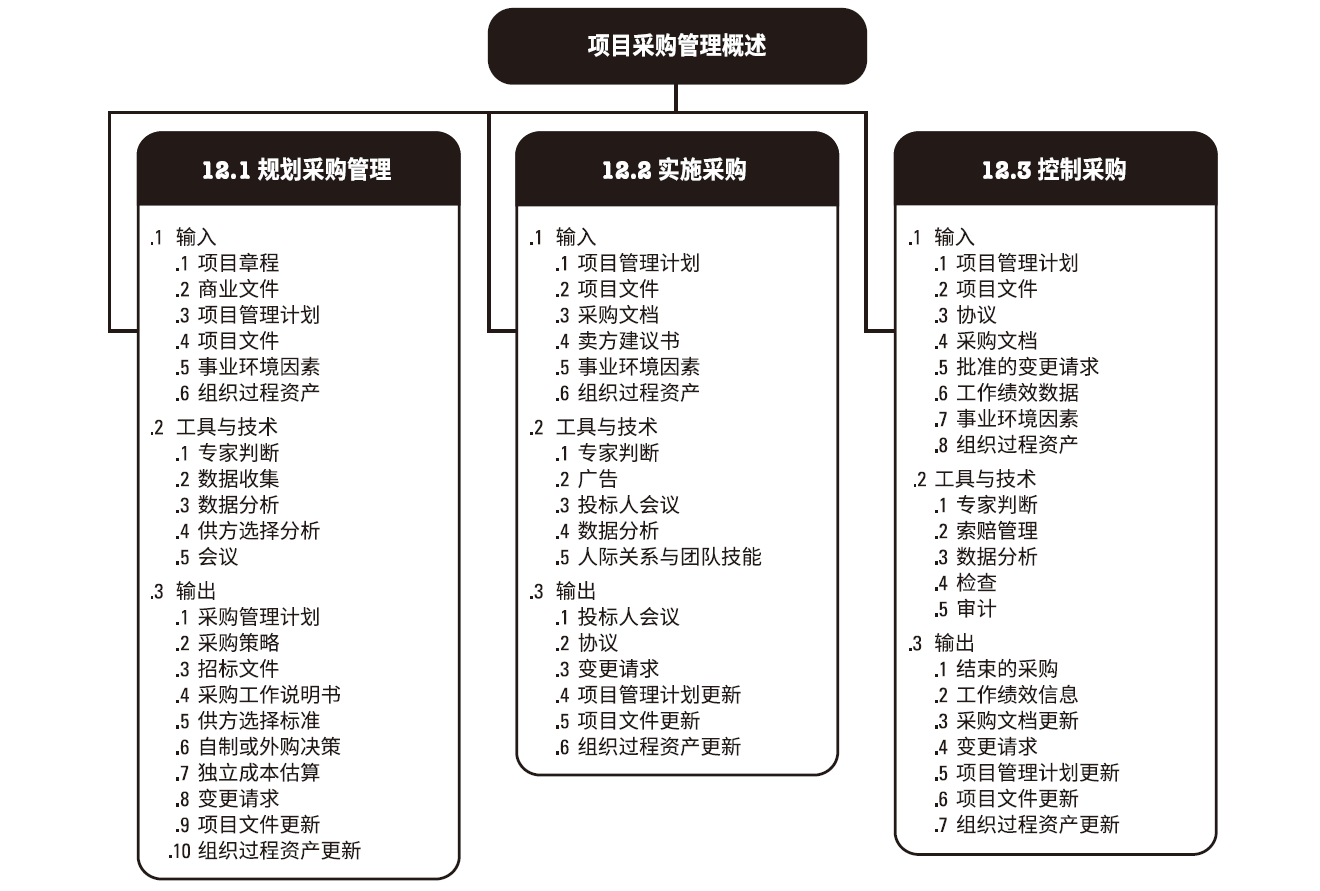 项目采购管理概述
12.1 规划采购管理
.1 输入
.1 项目章程
.2 商业文件
.3 项目管理计划
.4 项目文件
.5 事业环境因素
.6 组织过程资产
.2 工具与技术
.1 专家判断
.2 数据收集
.3 数据分析
.4 供方选择分析
.5 会议
.3 输出
.1 采购管理计划
.2 采购策略
.3 招标文件
.4 采购工作说明书
.5 供方选择标准
.6 自制或外购决策
.7 独立成本估算
.8 变更请求
.9 项目文件更新
.10 组织过程资产更新
12.2 实施采购
.1 输入
.1 项目管理计划
.2 项目文件
.3 采购文档
.4 卖方建议书
.5 事业环境因素
.6 组织过程资产
.2 工具与技术
.1 专家判断
.2 广告
.3 投标人会议
.4 数据分析
.5 人际关系与团队技能
.3 输出
.1 投标人会议
.2 协议
.3 变更请求
.4 项目管理计划更新
.5 项目文件更新
.6 组织过程资产更新
12.3 控制采购
.1 输入
.1 项目管理计划
.2 项目文件
.3 协议
.4 采购文档
.5 批准的变更请求
.6 工作绩效数据
.7 事业环境因素
.8 组织过程资产
.2 工具与技术
.1 专家判断
.2 索赔管理
.3 数据分析
.4 检查
.5 审计
.3 输出
.1 结束的采购
.2 工作绩效信息
.3 采购文档更新
.4 变更请求
.5 项目管理计划更新
.6 项目文件更新
.7 组织过程资产更新